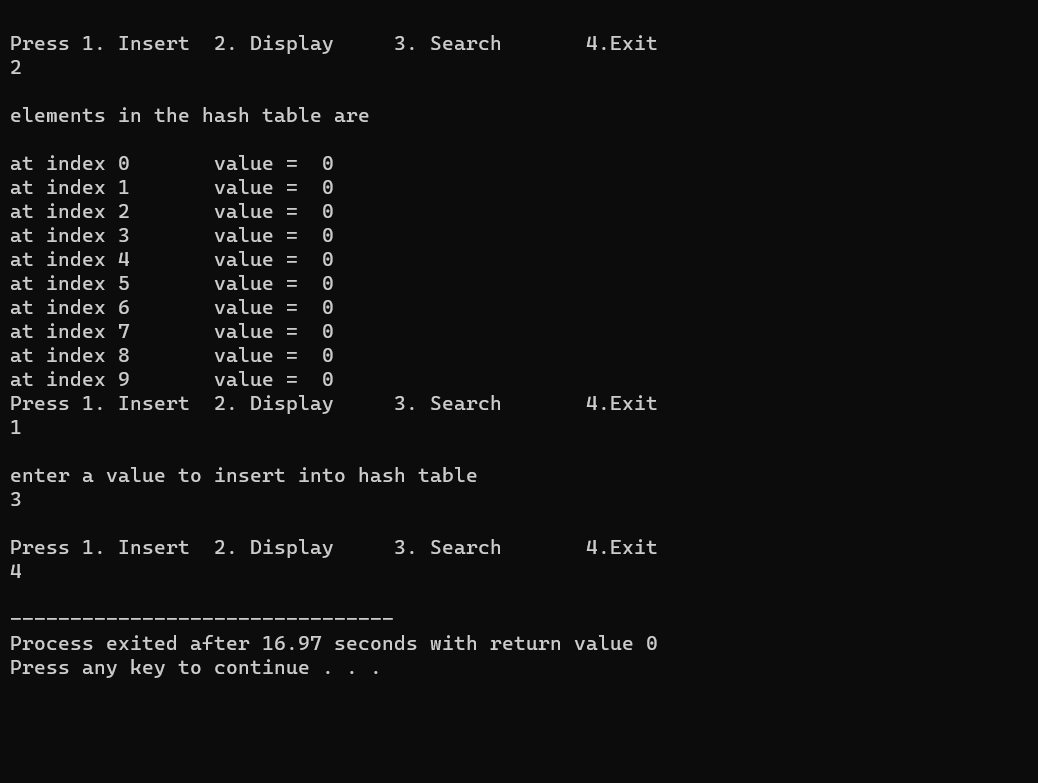 Press 1. Insert  2. Display     3. Search       4.Exit
2
elements in the hash table are
at index 0       value =  0
at index 1       value =  0
at index 2       value =  0
at index 3       value =  0
at index 4       value =  0
at index 5       value =  0
at index 6       value =  0
at index 7       value =  0
at index 8       value =  0
at index 9       value =  0
Press 1. Insert  2. Display     3. Search       4.Exit
1
enter a value to insert into hash table
3
Press 1. Insert  2. Display     3. Search       4.Exit
4
--------------------------------
Process exited after 16.97 seconds with return value 0
Press any key to continue . . .